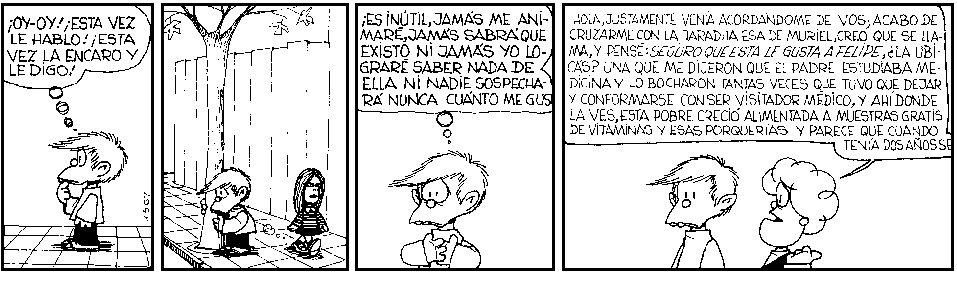 ¡OY-OY! ¡ESTA VEZ
LE HABLO! ¡ESTA
VEZ LA ENCARO Y
LE DIGO!
¡ES INÚTIL, JAMÁS ME ANI-
MARÉ, JAMÁS SABRÁ QUE
EXISTO NI JAMÁS YO LO-
GRARÉ SABER NADA DE
ELLA NI NADIE SOSPECHA-
RÁ NUNCA CUÁNTO ME GUS
HOLA, JUSTAMENTE VENÍA ACORDÁNDOME DE VOS; ACABO DE
CRUZARME CON LA TARADITA ESA DE MURIEL, CREO QUE SE LLA-
MA, Y PENSÉ: SEGURO QUE ESTA LE GUSTA A FELIPE, ¿LA UBI-
CÁS? UNA QUE ME DIJERON QUE EL PADRE ESTUDIABA ME-
DICINA Y LO BOCHARON TANTAS VECES QUE TUVO QUE DEJAR
Y CONFORMARSE CON SER VISITADOR MÉDICO, Y AHÍ DONDE
LA VES, ESTA POBRE CRECIÓ ALIMENTADA A MUESTRAS GRATIS
DE VITAMINAS Y ESAS PORQUERÍAS Y PARECE QUE CUANDO
TENÍA DOS AÑOS SE